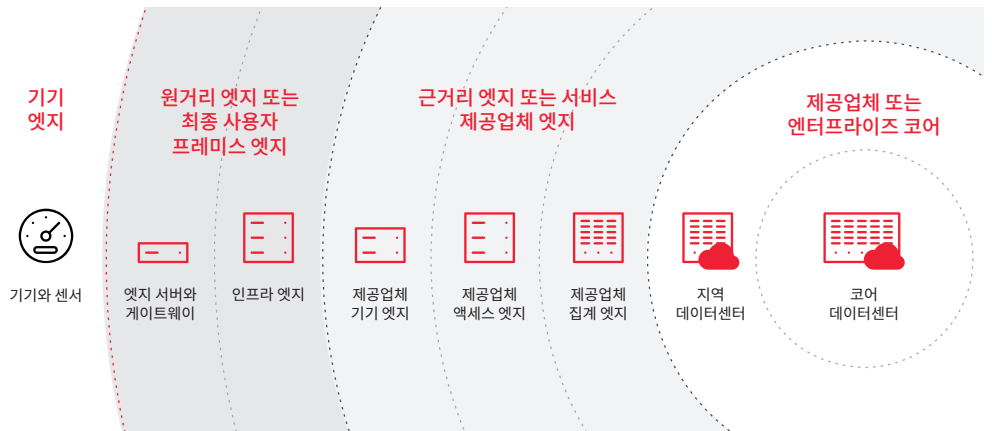 기기
엣지
원거리 엣지 또는
최종 사용자
프레미스 엣지
근거리 엣지 또는 서비스
제공업체 엣지
제공업체 또는
엔터프라이즈 코어
기기와 센서
엣지 서버와
게이트웨이
인프라 엣지
제공업체
기기 엣지
제공업체
액세스 엣지
제공업체
집계 엣지
지역
데이터센터
코어
데이터센터